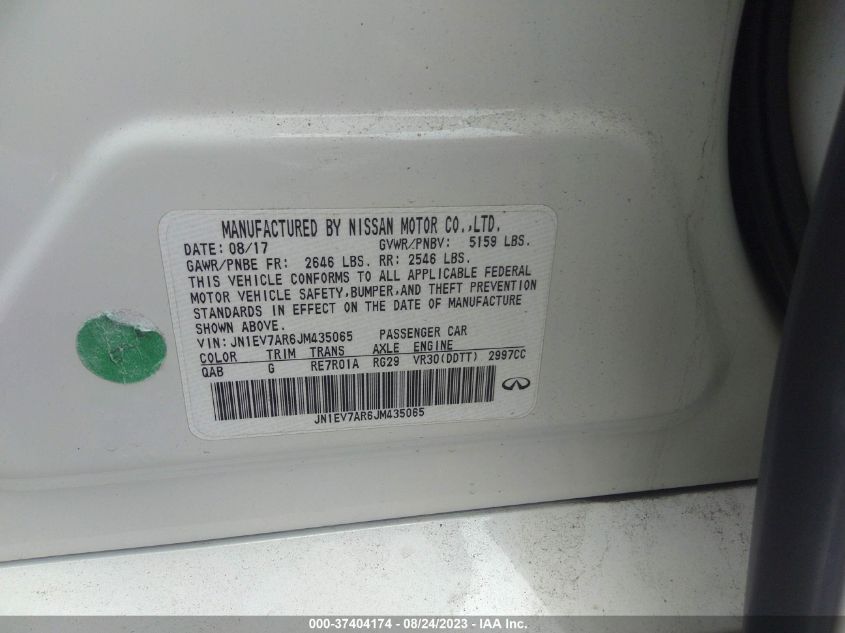 MANUFACTURED BY NISSAN MOTOR CO.,LTD.
DATE: 08/17 GVWR/PNBV: 5159 LBS.
GAWR/PNBE FR: 2646 LBS. RR: 2546 LBS.
THIS VEHICLE CONFORMS TO ALL APPLICABLE FEDERAL
MOTOR VEHICLE SAFETY,BUMPER,AND THEFT PREVENTION
STANDARDS IN EFFECT ON THE DATE OF MANUFACTURE
SHOWN ABOVE.
VIN: JN1EV7AR6JM435065 PASSENGER CAR
COLOR TRIM TRANS AXLE ENGINE
QAB G RE7R01A RG29 VR30(DDTT) 2997CC
JN1EV7AR6JM435065
000-37404174 - 08/24/2023 - IAA Inc.